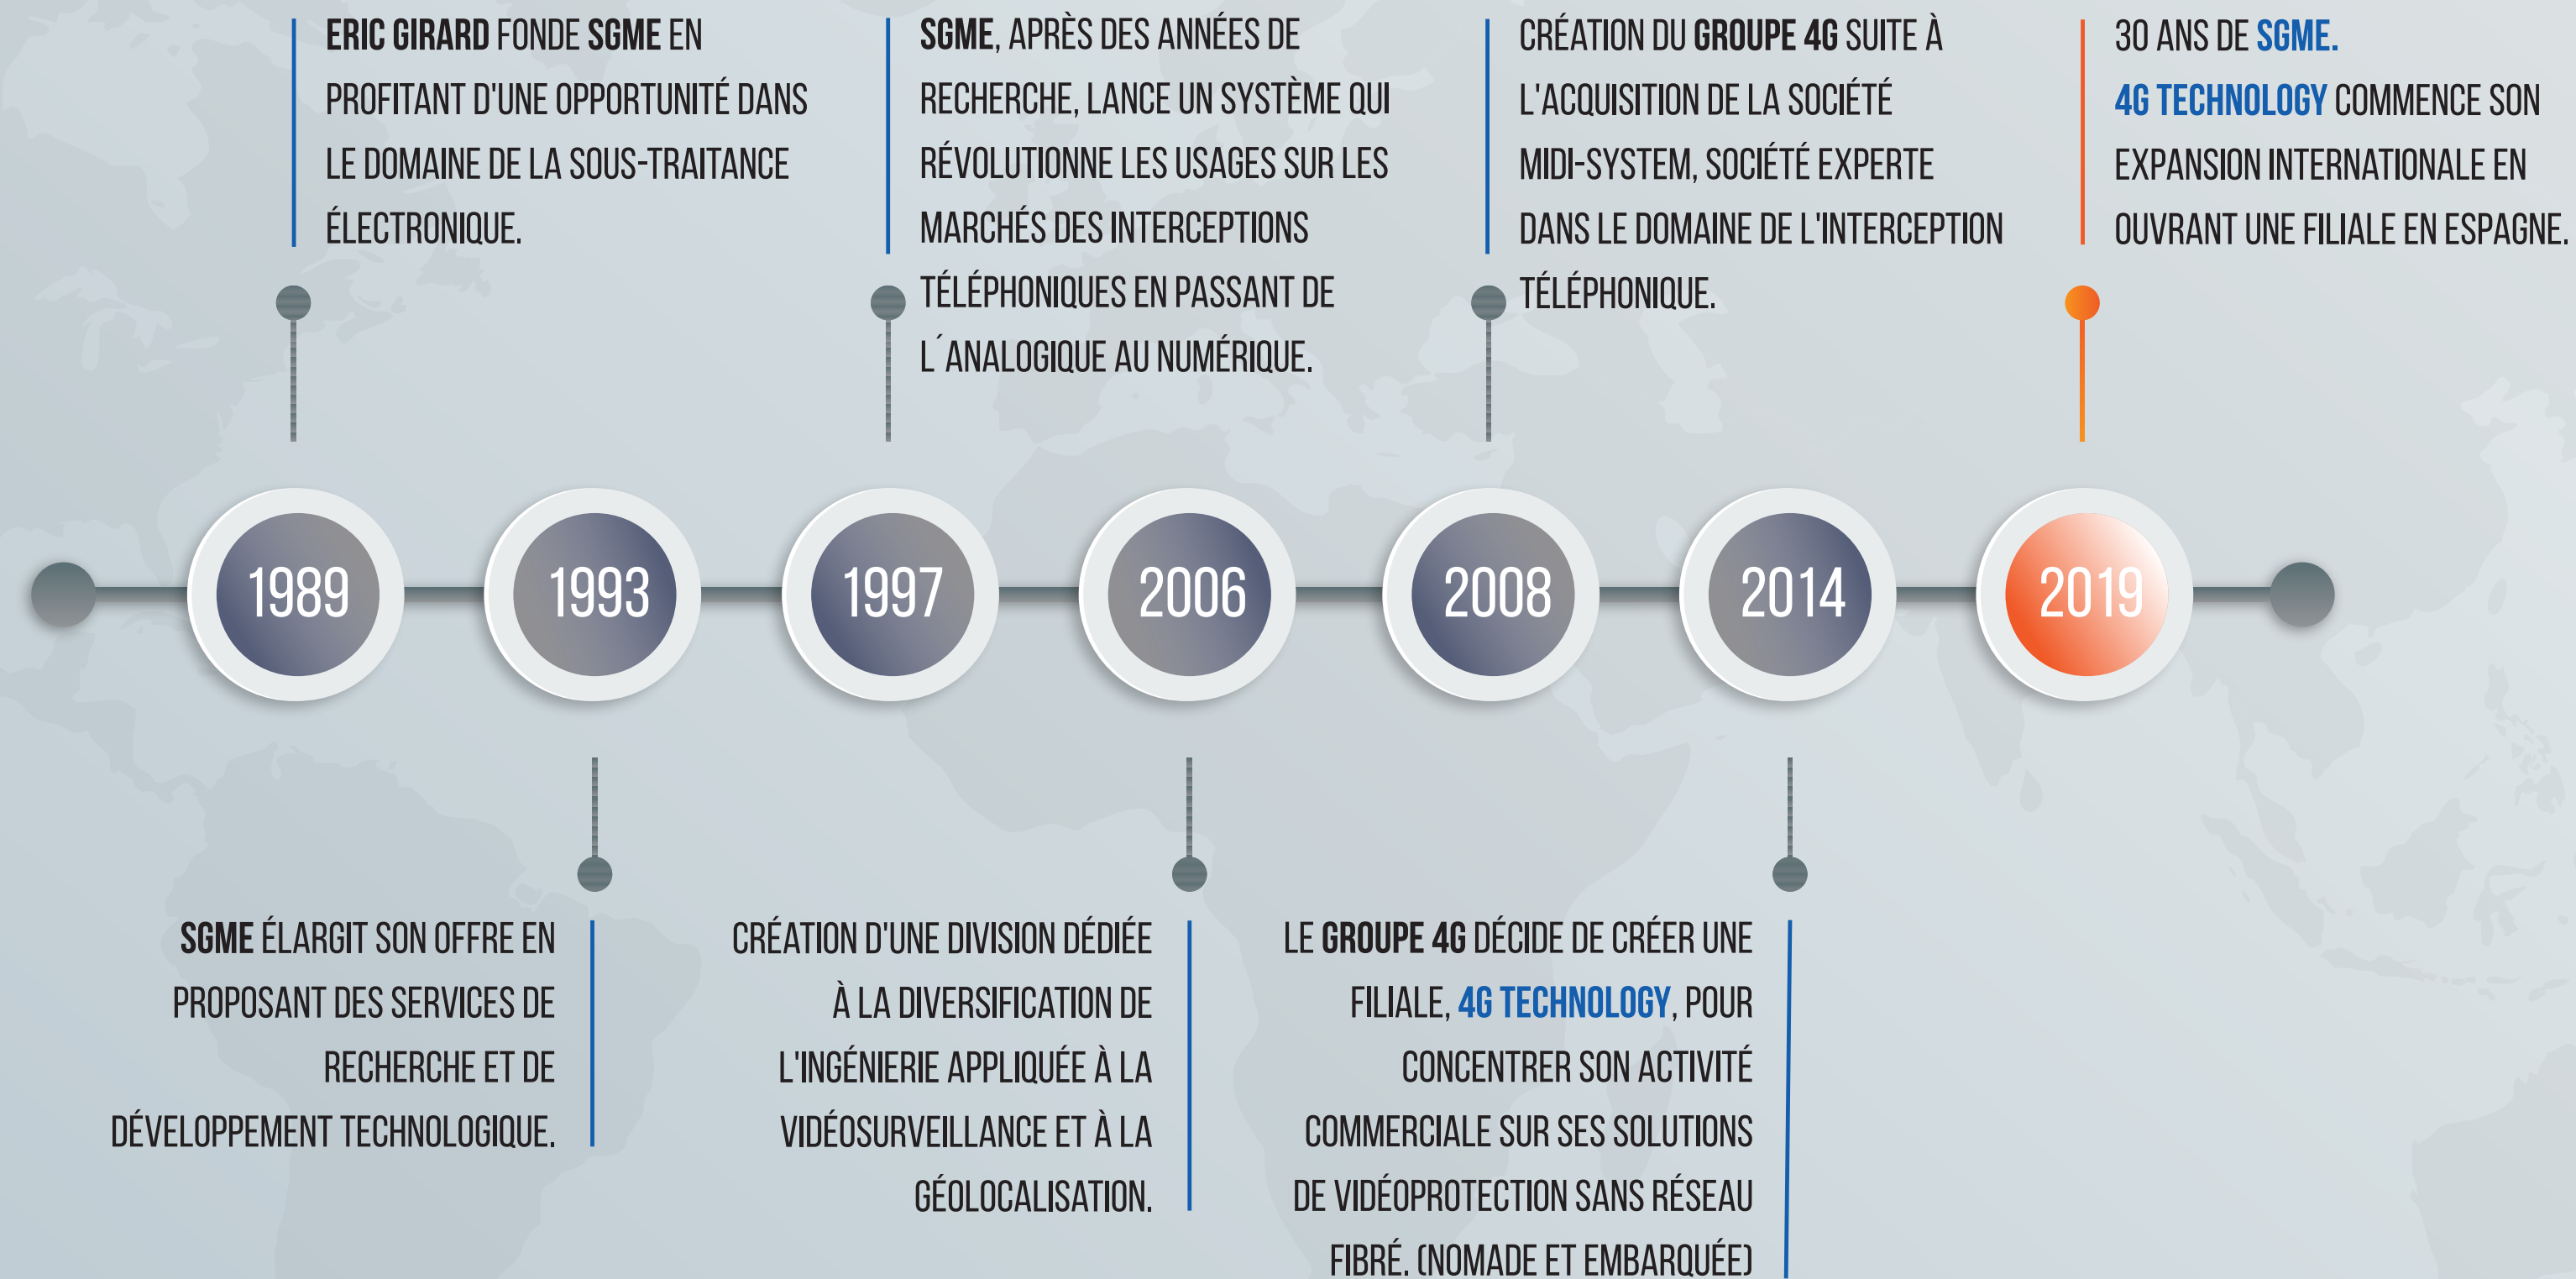 ERIC GIRARD FONDE SGME EN
PROFITANT D'UNE OPPORTUNITÉ DANS
LE DOMAINE DE LA SOUS-TRAITANCE
ÉLECTRONIQUE.
SGME, APRÈS DES ANNÉES DE
RECHERCHE, LANCE UN SYSTÈME QUI
RÉVOLUTIONNE LES USAGES SUR LES
MARCHÉS DES INTERCEPTIONS
TÉLÉPHONIQUES EN PASSANT DE
L´ANALOGIQUE AU NUMÉRIQUE.
CRÉATION DU GROUPE 4G SUITE À
L'ACQUISITION DE LA SOCIÉTÉ
MIDI-SYSTEM, SOCIÉTÉ EXPERTE
DANS LE DOMAINE DE L'INTERCEPTION
TÉLÉPHONIQUE.
30 ANS DE SGME.
4G TECHNOLOGY COMMENCE SON
EXPANSION INTERNATIONALE EN
OUVRANT UNE FILIALE EN ESPAGNE.
1989
1993
1997
2006
2008
2014
2019
SGME ÉLARGIT SON OFFRE EN
PROPOSANT DES SERVICES DE
RECHERCHE ET DE
DÉVELOPPEMENT TECHNOLOGIQUE.
CRÉATION D'UNE DIVISION DÉDIÉE
À LA DIVERSIFICATION DE
L'INGÉNIERIE APPLIQUÉE À LA
VIDÉOSURVEILLANCE ET À LA
GÉOLOCALISATION.
LE GROUPE 4G DÉCIDE DE CRÉER UNE
FILIALE, 4G TECHNOLOGY, POUR
CONCENTRER SON ACTIVITÉ
COMMERCIALE SUR SES SOLUTIONS
DE VIDÉOPROTECTION SANS RÉSEAU
FIBRÉ. (NOMADE ET EMBARQUÉE)